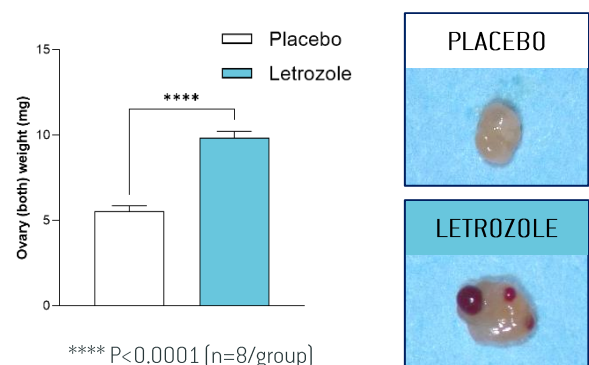 15
10
5
0
Ovary (both) weight (mg)
Placebo
Letrozole
****
**** P<0,0001 (n=8/group)
PLACEBO
LETROZOLE